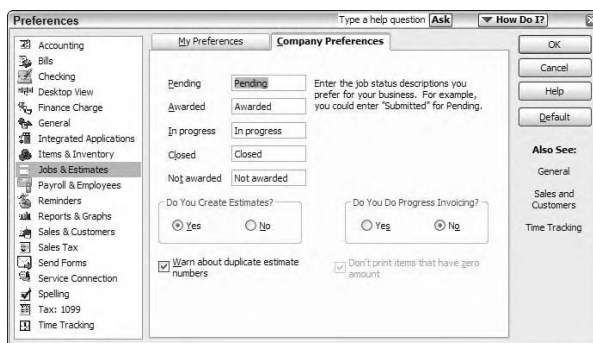 Preferences
Type a help question Ask
How Do I?
Accounting
Bills
Checking
Desktop View
Finance Charge
General
Integrated Applications
Items & Inventory
Jobs & Estimates
Payroll & Employees
Reminders
Reports & Graphs
Sales & Customers
Sales Tax
Send Forms
Service Connection
Spelling
Tax: 1099
Time Tracking
My Preferences
Company Preferences
Pending Pending
Awarded Awarded
In progress In progress
Closed Closed
Not awarded Not awarded
Enter the job status descriptions you
prefer for your business. For example,
you could enter "Submitted" for Pending.
Do You Create Estimates?
Yes No
Do You Do Progress Invoicing?
Yes No
Warn about duplicate estimate
numbers
Don't print items that have zero
amount
OK
Cancel
Help
Default
Also See:
General
Sales and
Customers
Time Tracking